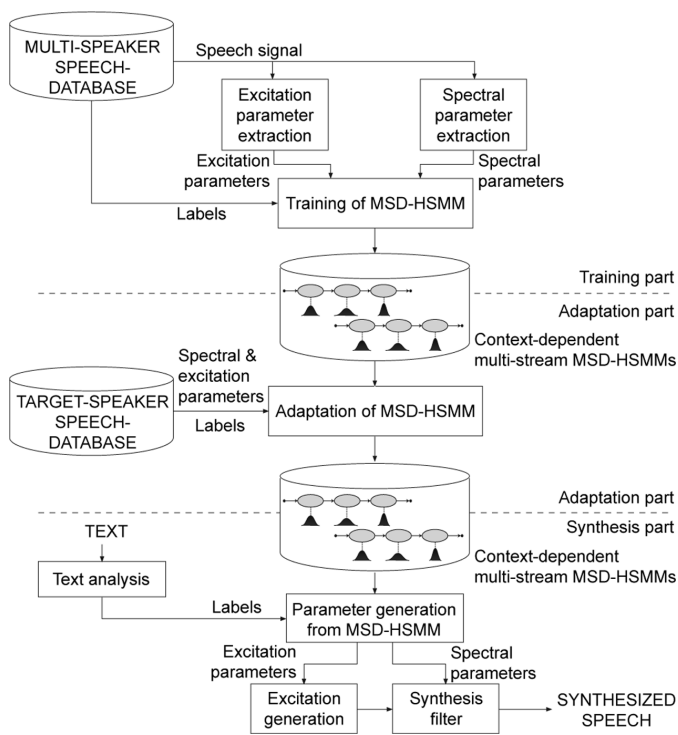 MULTI-SPEAKER
SPEECH-
DATABASE
Speech signal
Excitation
parameter
extraction
Spectral
parameter
extraction
Excitation
parameters
Spectral
parameters
Labels
Training of MSD-HSMM
Training part
Adaptation part
Context-dependent
multi-stream MSD-HSMMs
Spectral &
excitation
parameters
Labels
TARGET-SPEAKER
SPEECH-
DATABASE
Adaptation of MSD-HSMM
Adaptation part
Synthesis part
Context-dependent
multi-stream MSD-HSMMs
TEXT
Text analysis
Labels
Parameter generation
from MSD-HSMM
Excitation
parameters
Spectral
parameters
Excitation
generation
Synthesis
filter
SYNTHESIZED
SPEECH